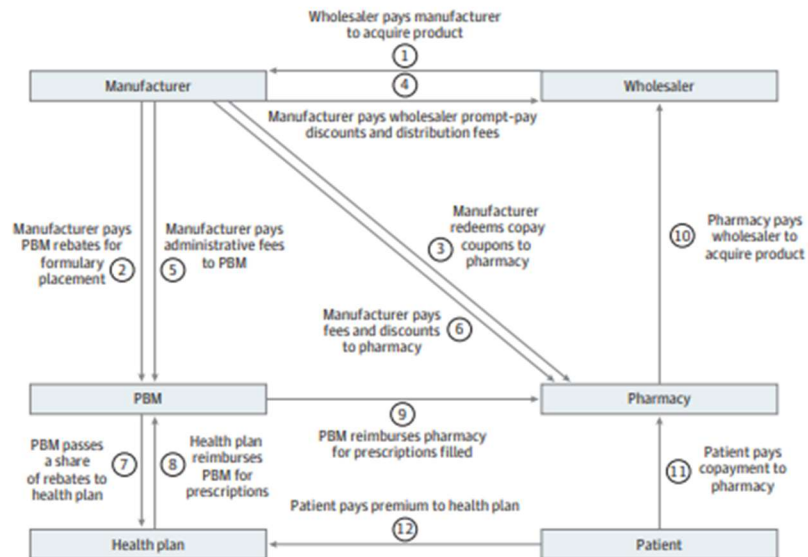 Wholesaler pays manufacturer
to acquire product
1
Manufacturer
4
Wholesaler
Manufacturer pays wholesaler prompt-pay
discounts and distribution fees
Manufacturer pays
PBM rebates for
formulary
placement
2
5
Manufacturer pays
administrative fees
to PBM
3
Manufacturer
redeems copay
coupons to
pharmacy
10
Pharmacy pays
wholesaler to
acquire product
Manufacturer pays
fees and discounts
to pharmacy
6
PBM
Pharmacy
9
PBM reimburses pharmacy
for prescriptions filled
PBM passes
a share
of rebates to
health plan
7
8
Health plan
reimburses
PBM for
prescriptions
11
Patient pays
copayment to
pharmacy
Patient pays premium to health plan
12
Health plan
Patient